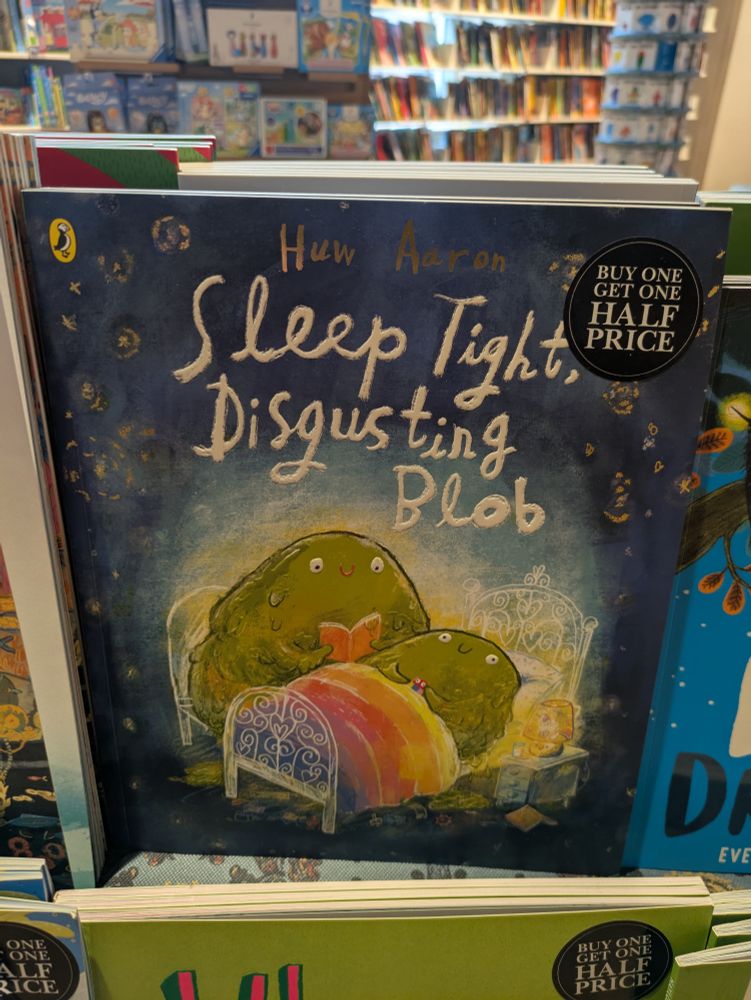 Huw Aaron
Sleep Tight,
Disgusting
Blob
BUY ONE
GET ONE
HALF
PRICE
EVE
BUY ONE
GET ONE
HALF
PRICE